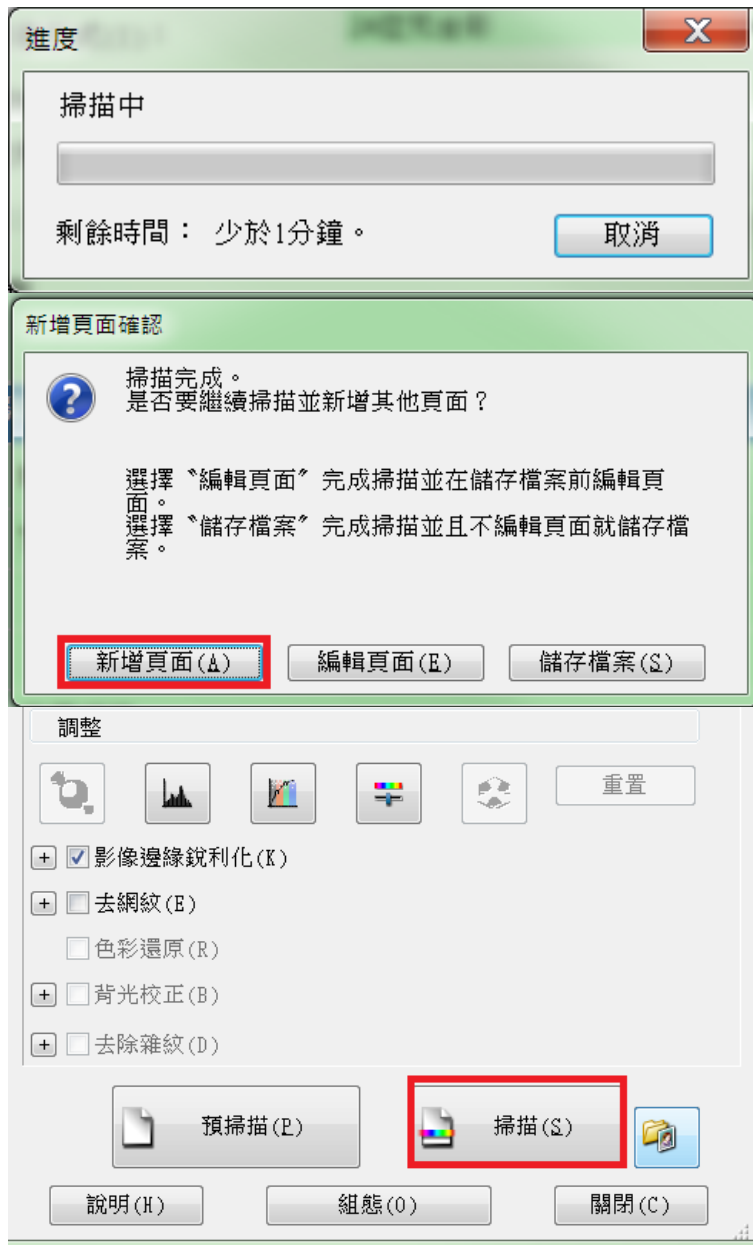 進度
掃描中
剩餘時間： 少於1分鐘。
取消
新增頁面確認
掃描完成。
是否要繼續掃描並新增其他頁面？
選擇〝編輯頁面〞完成掃描並在儲存檔案前編輯頁
面。
選擇〝儲存檔案〞完成掃描並且不編輯頁面就儲存檔
案。
新增頁面(A) 編輯頁面(E) 儲存檔案(S)
調整
重置
影像邊緣銳利化(K)
去網紋(E)
色彩還原(R)
背光校正(B)
去除雜紋(D)
預掃描(P) 掃描(S)
說明(H) 組態(O) 關閉(C)